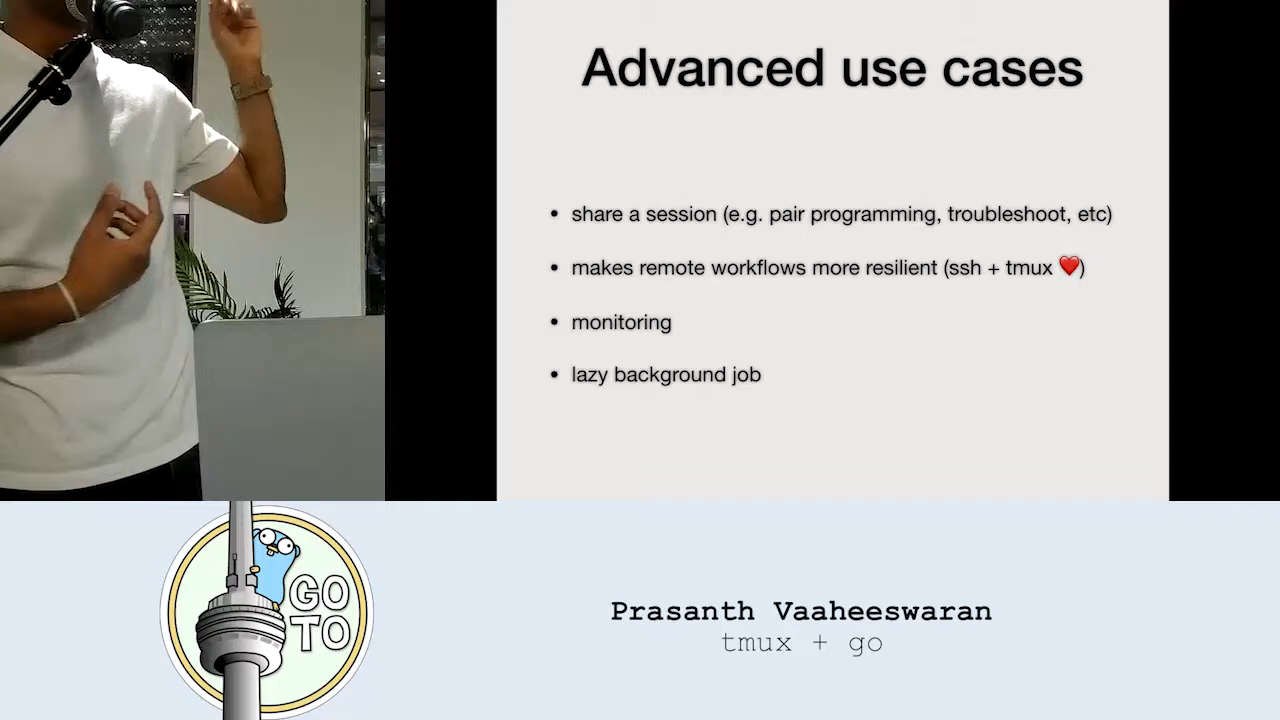 Advanced use cases
• share a session (e.g. pair programming, troubleshoot, etc)
• makes remote workflows more resilient (ssh + tmux ❤️)
• monitoring
• lazy background job
GO
TO
Prasanth Vaaheeswaran
tmux + go